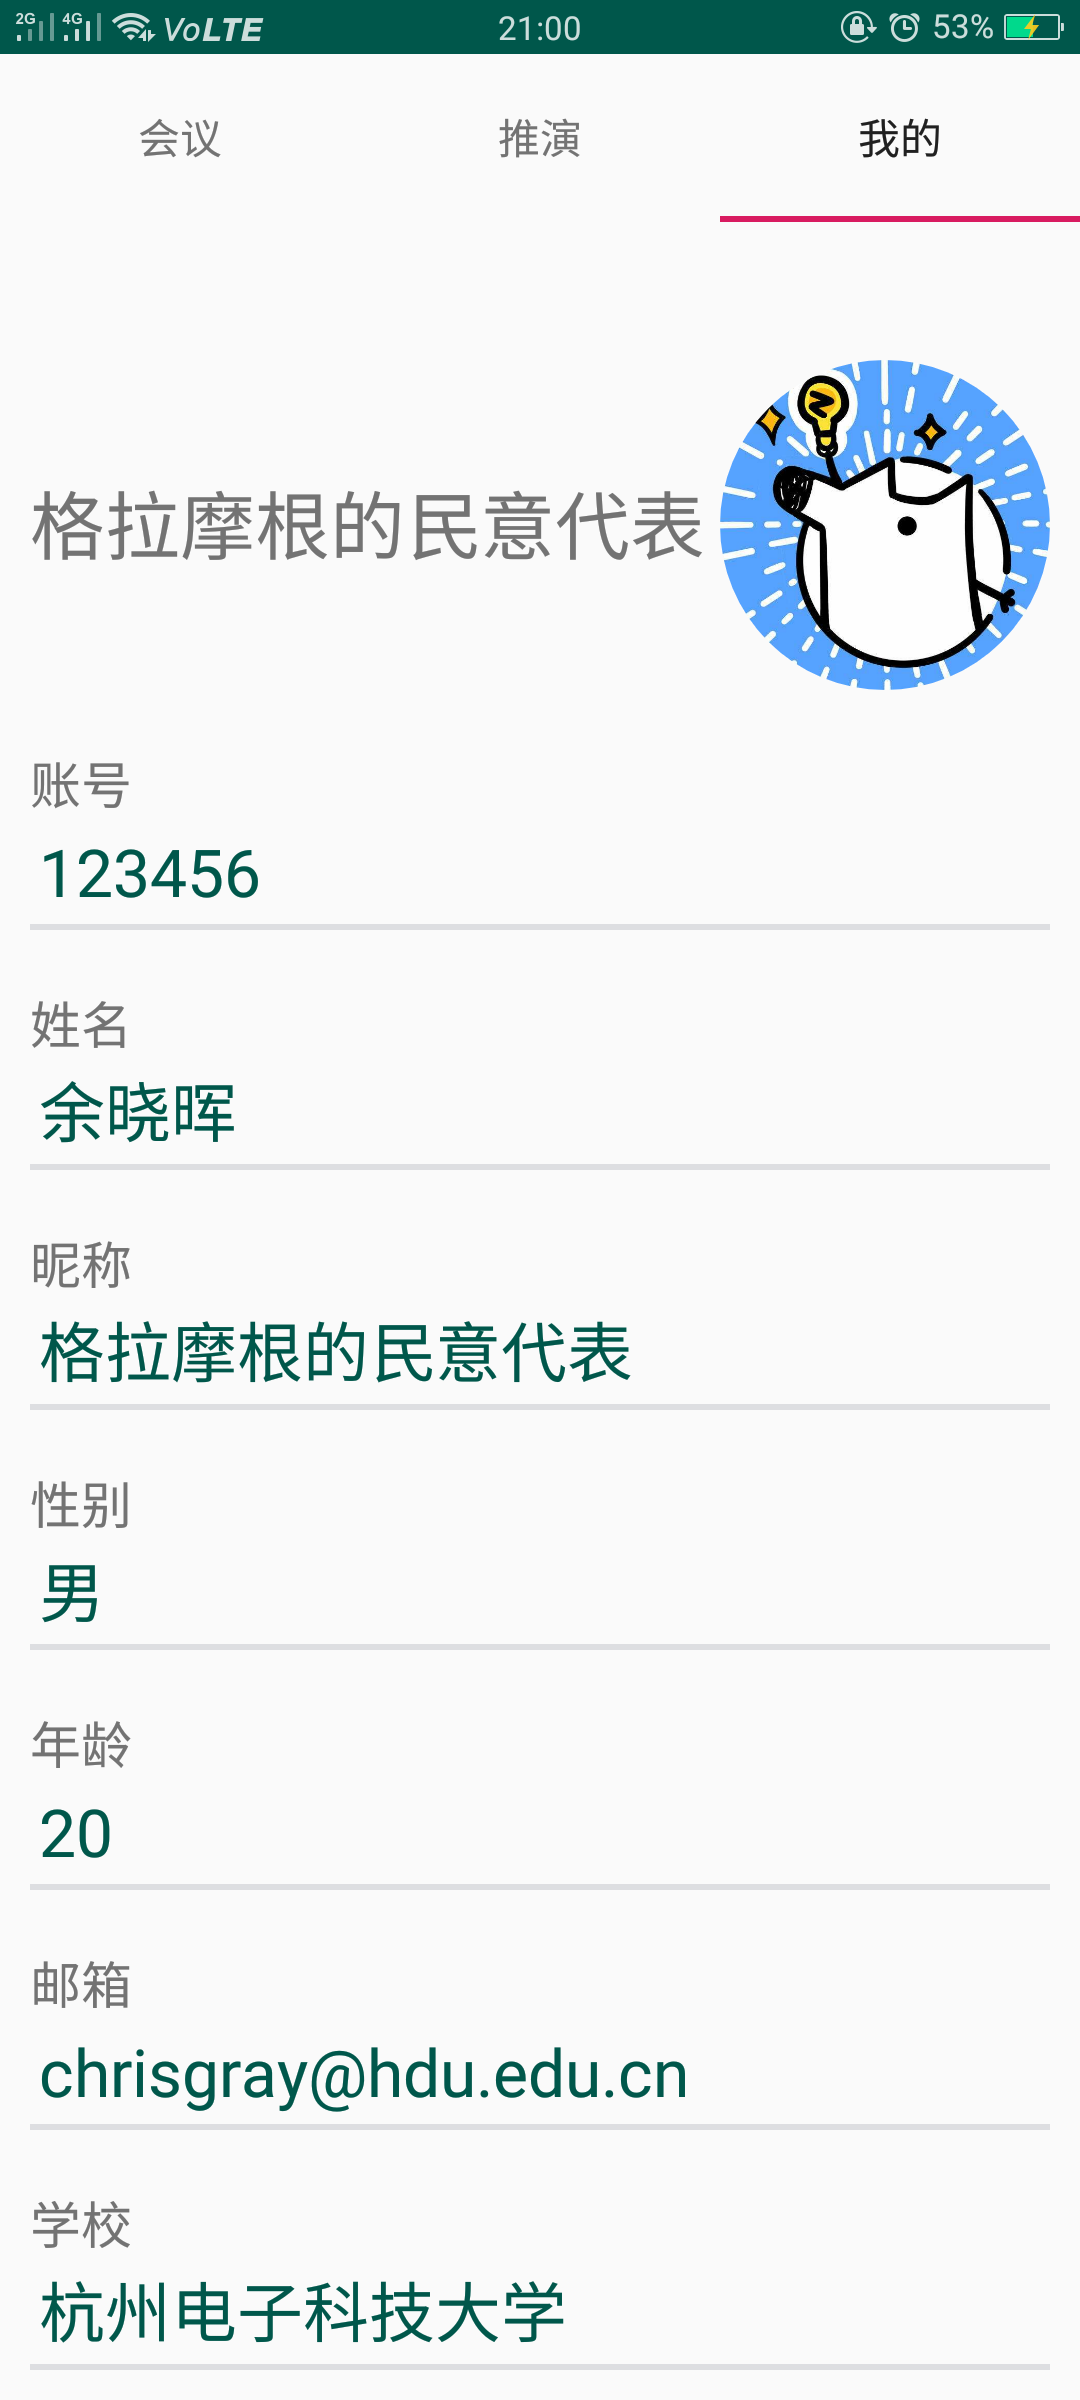 2G 4G VoLTE 21:00 53%
会议 推演 我的
格拉摩根的民意代表
账号
123456
姓名
余晓晖
昵称
格拉摩根的民意代表
性别
男
年龄
20
邮箱
chrisgray@hdu.edu.cn
学校
杭州电子科技大学